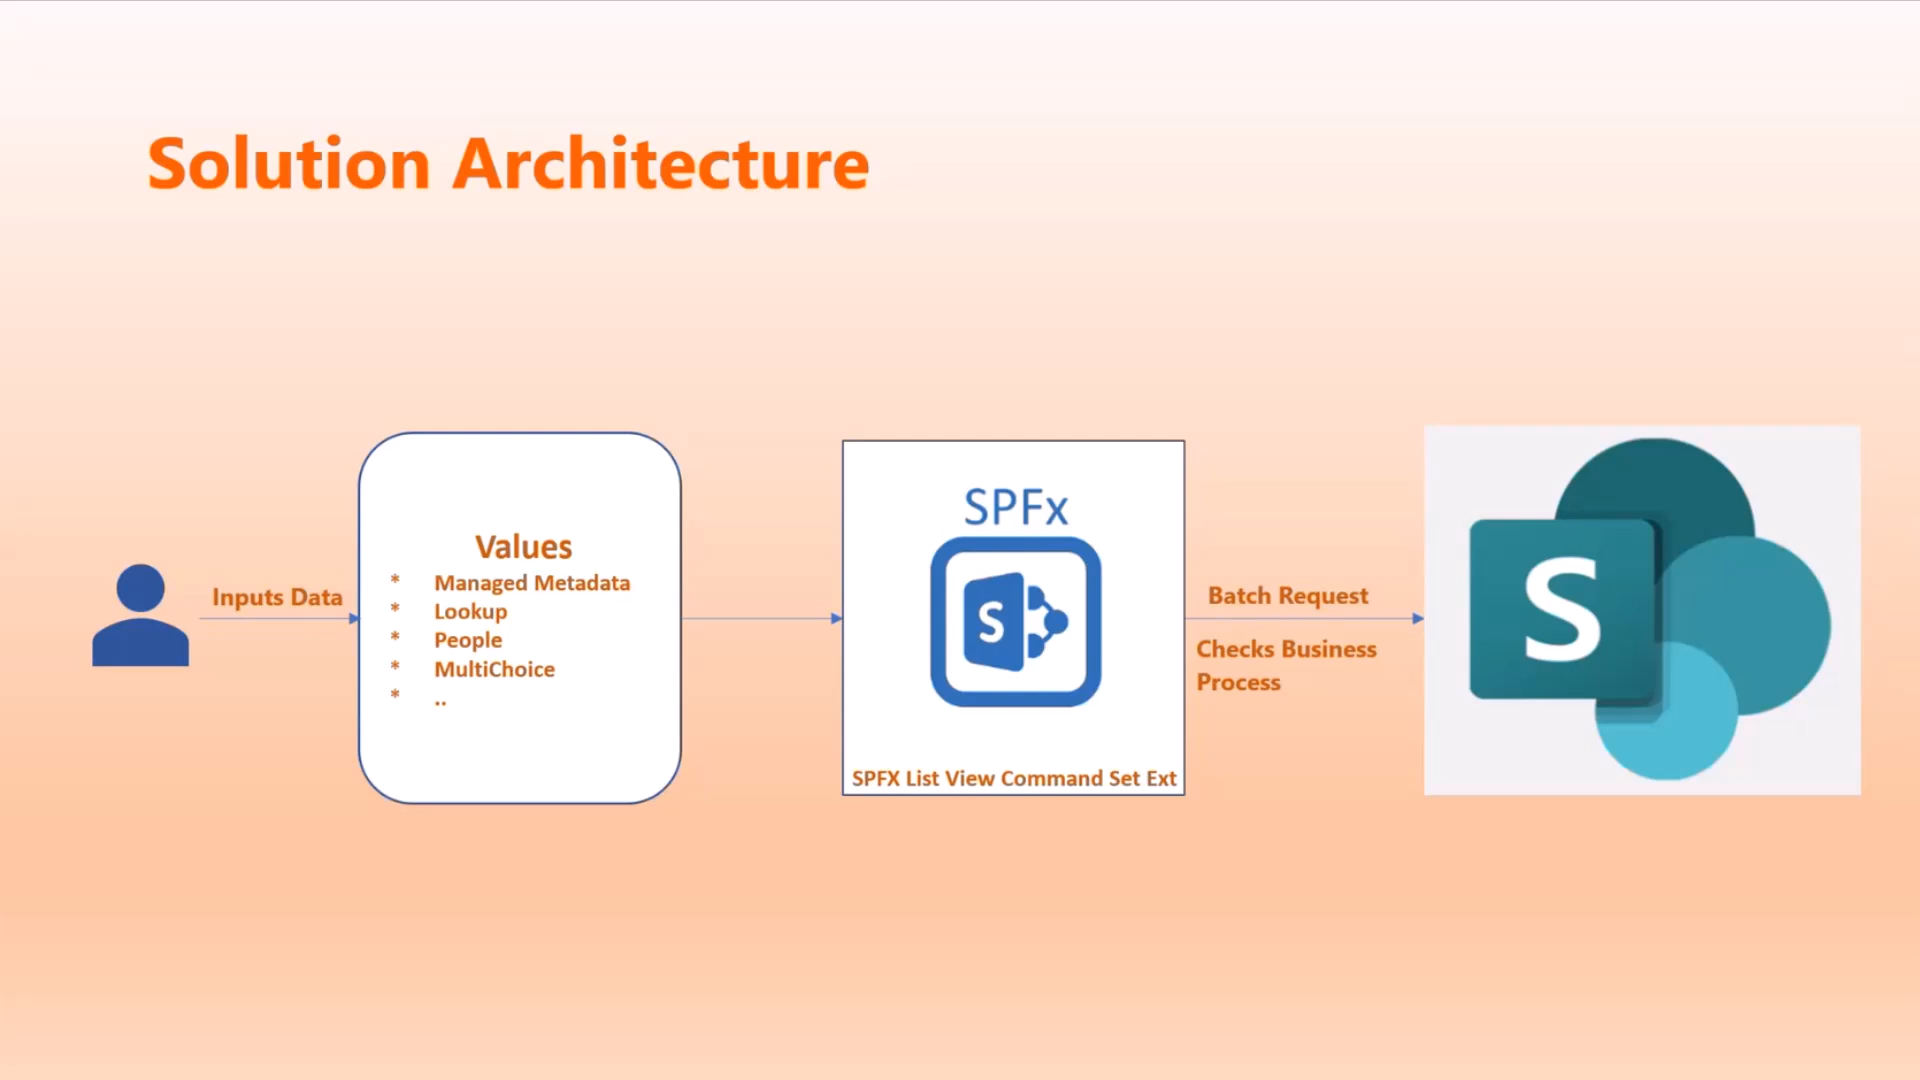 Solution Architecture
Inputs Data
Values
* Managed Metadata
* Lookup
* People
* MultiChoice
* ..
SPFx
S
SPFX List View Command Set Ext
Batch Request
Checks Business
Process
S